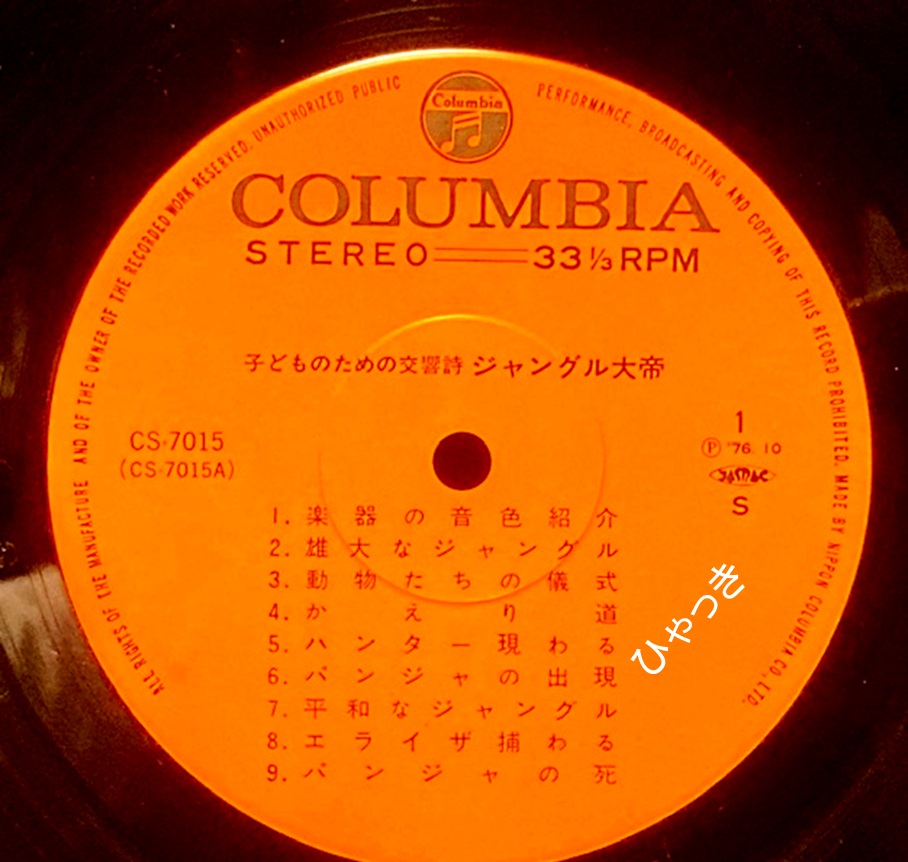 ALL RIGHTS OF THE MANUFACTURE AND OF THE OWNER OF THE RECORDED WORK RESERVED. UNAUTHORIZED PUBLIC PERFORMANCE, BROADCASTING AND COPYING OF THIS RECORD PROHIBITED. MADE BY NIPPON COLUMBIA CO., LTD.
Columbia
COLUMBIA
STEREO 33⅓ RPM
子どものための交響詩 ジャングル大帝
CS-7015
(CS-7015A)
1
Ⓟ '76. 10
JASRAC
S
1. 楽器の音色紹介
2. 雄大なジャングル
3. 動物たちの儀式
4. かえり道
5. ハンター現わる
6. パンジャの出現
7. 平和なジャングル
8. エライザ捕わる
9. パンジャの死
ひゃつき